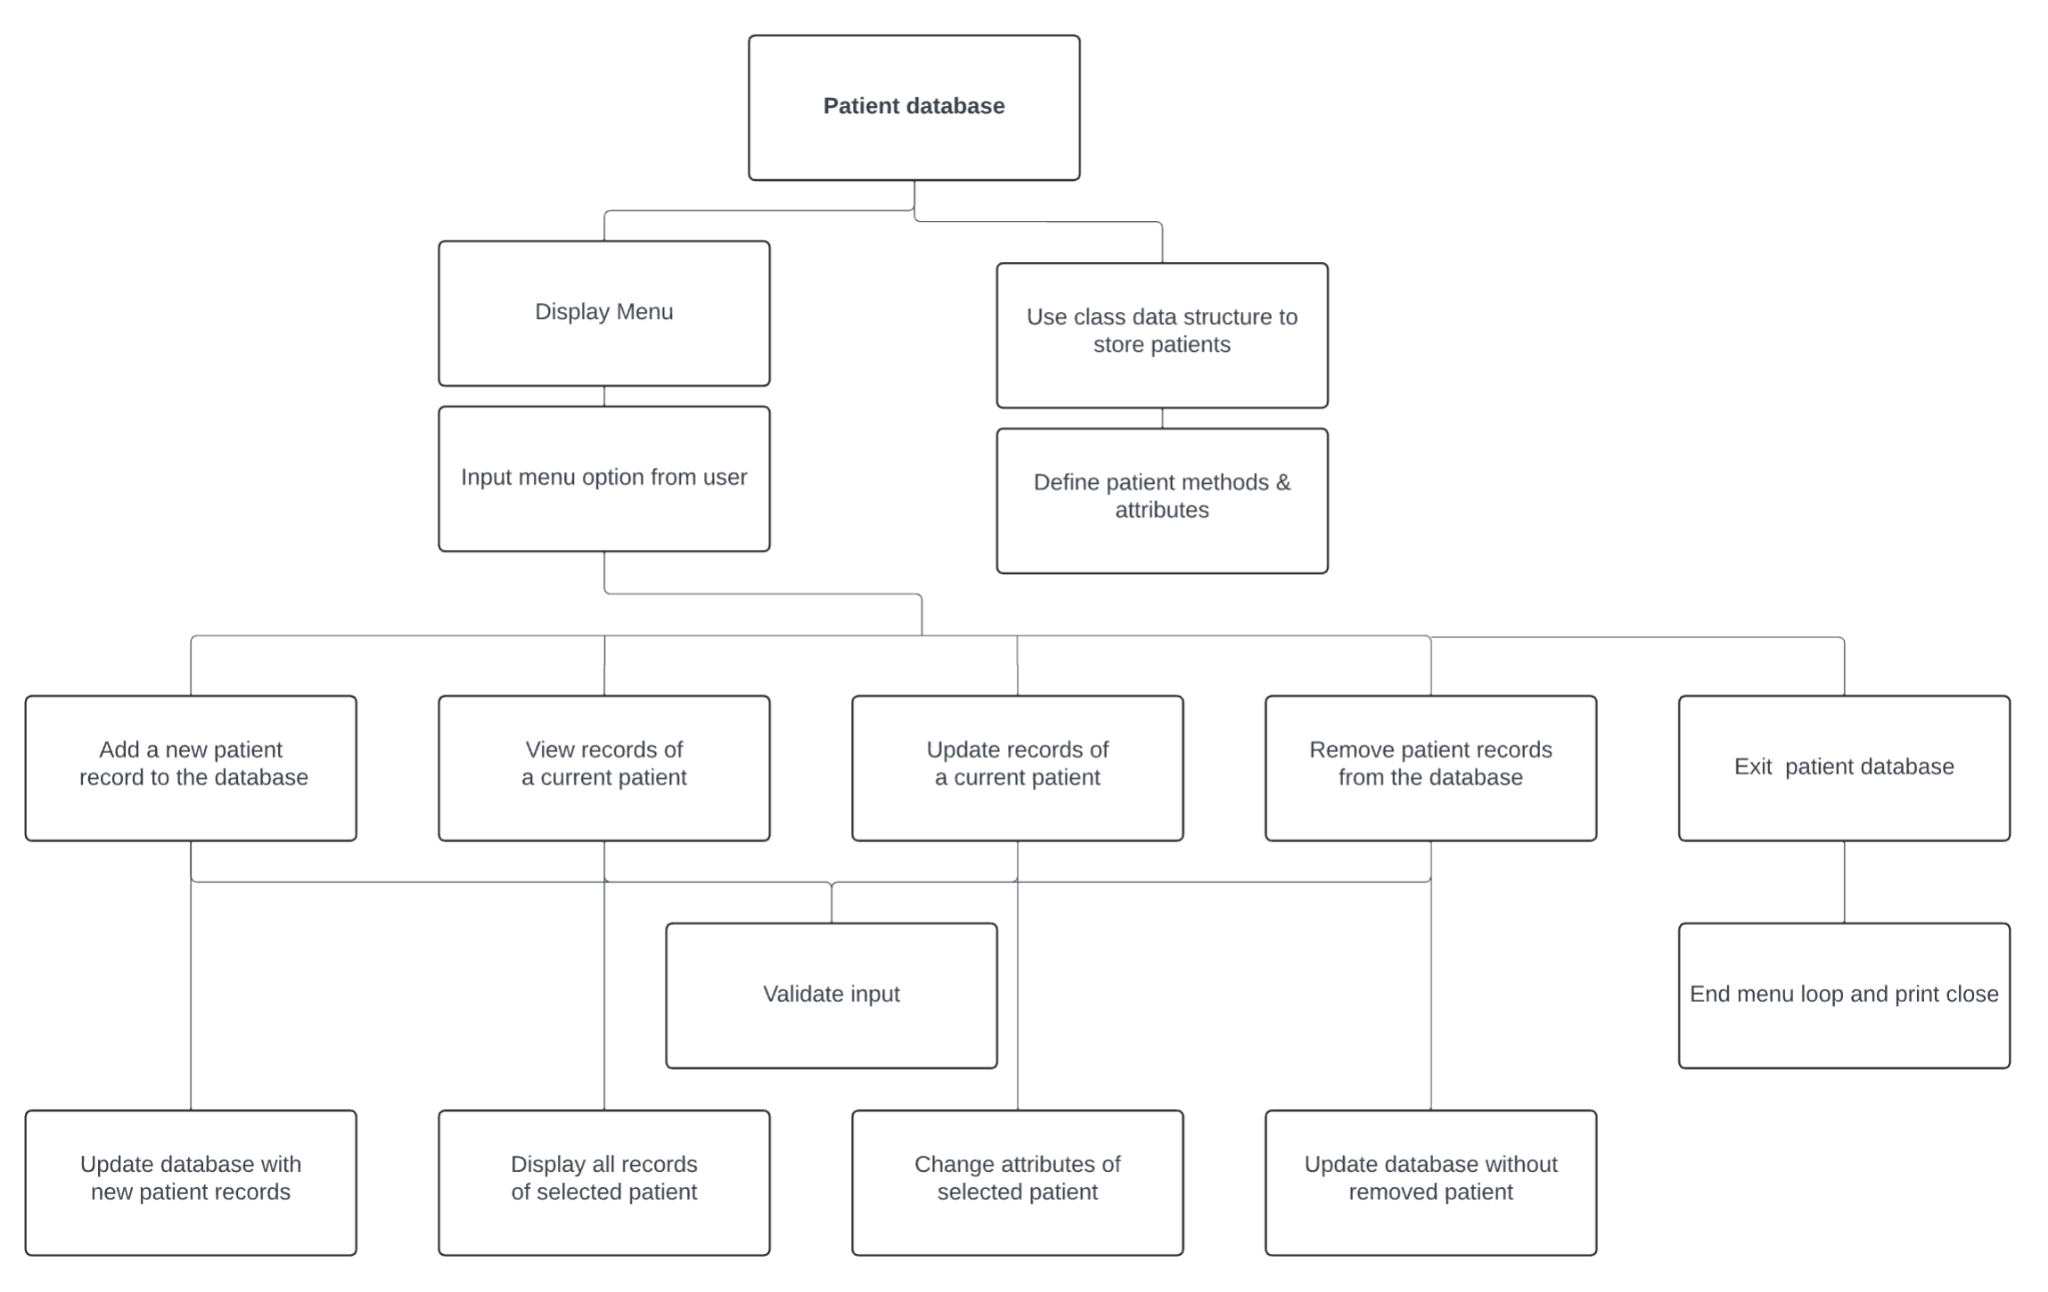 Patient database
Display Menu
Use class data structure to
store patients
Input menu option from user
Define patient methods &
attributes
Add a new patient
record to the database
View records of
a current patient
Update records of
a current patient
Remove patient records
from the database
Exit  patient database
Validate input
End menu loop and print close
Update database with
new patient records
Display all records
of selected patient
Change attributes of
selected patient
Update database without
removed patient